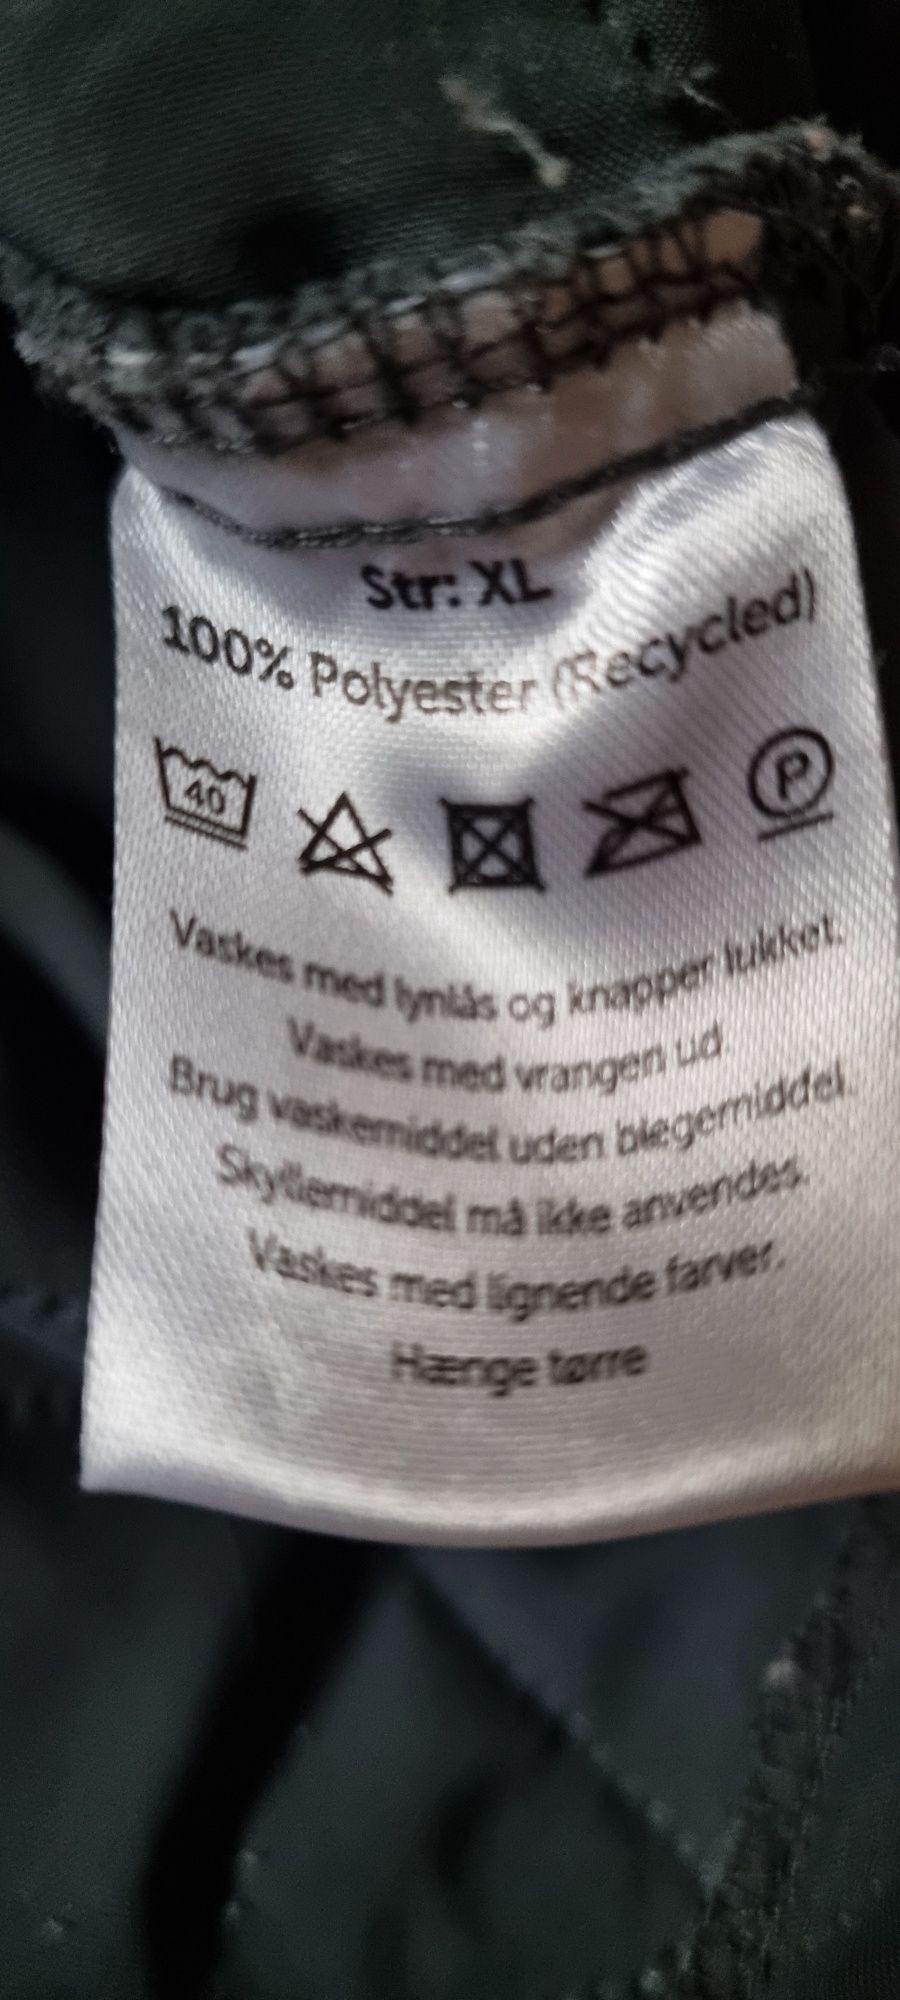 Str: XL
100% Polyester (Recycled)
40 P
Vaskes med lynlås og knapper lukket.
Vaskes med vrangen ud.
Brug vaskemiddel uden blegemiddel.
Skyllemiddel må ikke anvendes.
Vaskes med lignende farver.
Hænge tørre